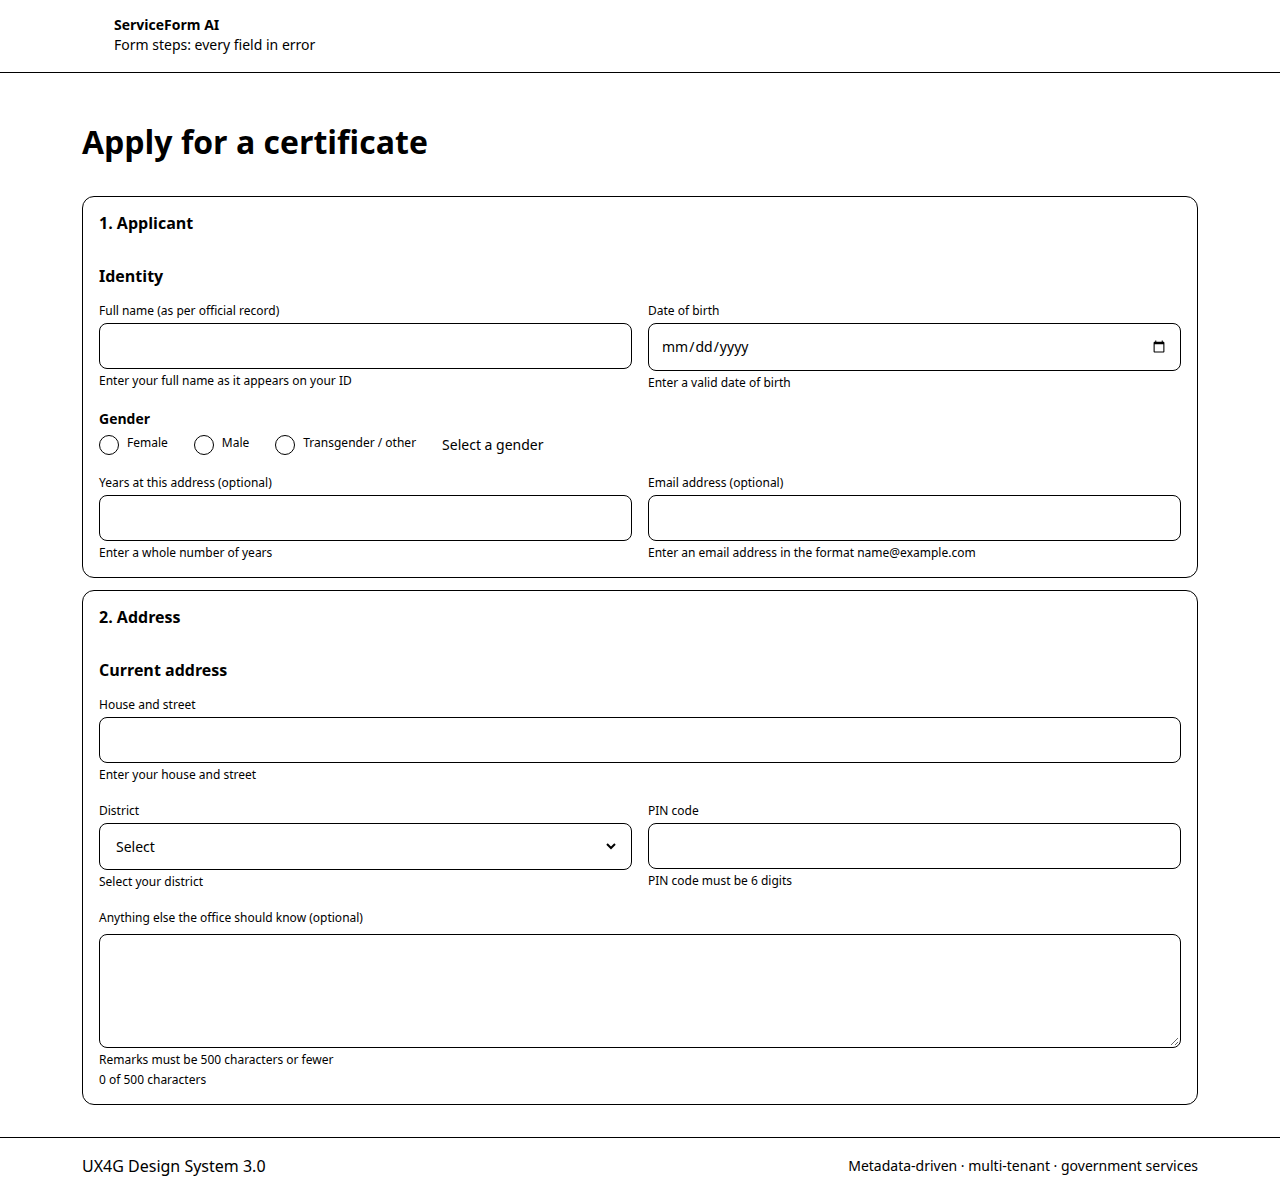 ServiceForm AI
Form steps: every field in error
Apply for a certificate
1. Applicant
Identity
Full name (as per official record)
Date of birth
mm/dd/yyyy
Enter your full name as it appears on your ID
Enter a valid date of birth
Gender
Female Male Transgender / other Select a gender
Years at this address (optional)
Email address (optional)
Enter a whole number of years
Enter an email address in the format name@example.com
2. Address
Current address
House and street
Enter your house and street
District
PIN code
Select
Select your district
PIN code must be 6 digits
Anything else the office should know (optional)
Remarks must be 500 characters or fewer
0 of 500 characters
UX4G Design System 3.0
Metadata-driven · multi-tenant · government services